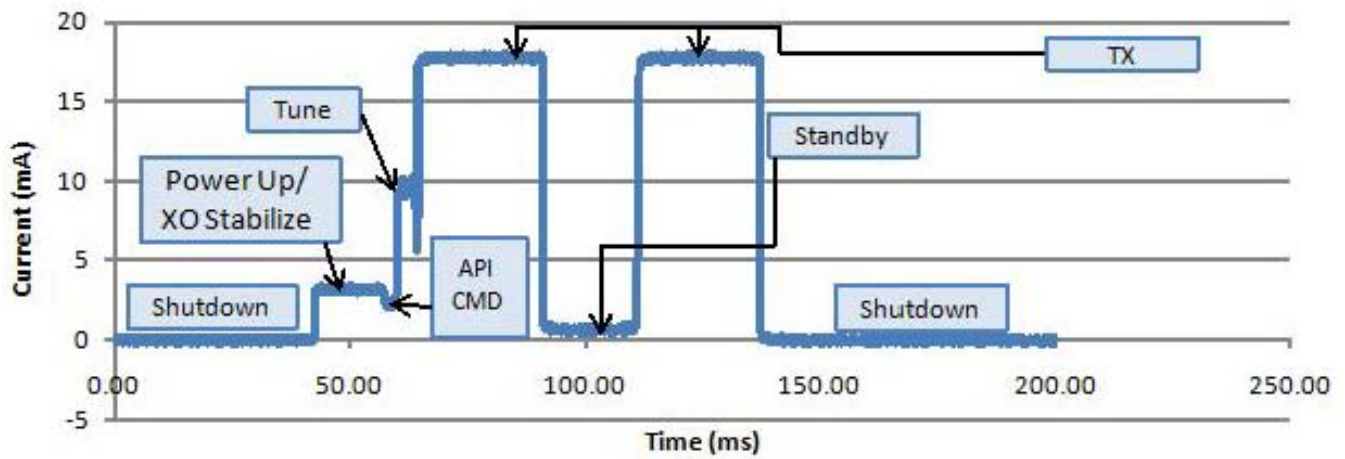 20
15
10
5
0
-5
Current (mA)
0.00
50.00
100.00
150.00
200.00
250.00
Time (ms)
Shutdown
Power Up/
XO Stabilize
Tune
API
CMD
TX
Standby
Shutdown